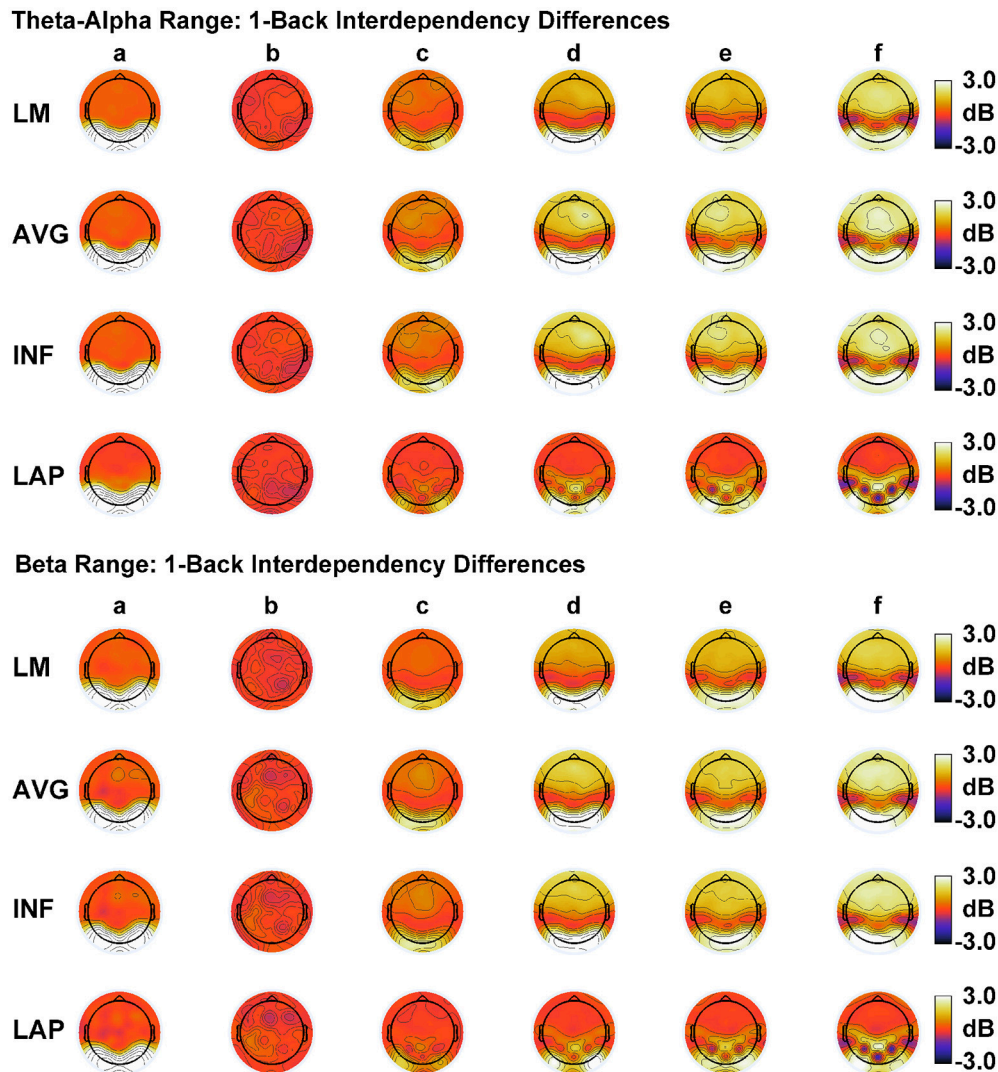 Theta-Alpha Range: 1-Back Interdependency Differences
a b c d e f
LM 3.0 dB -3.0
AVG 3.0 dB -3.0
INF 3.0 dB -3.0
LAP 3.0 dB -3.0
Beta Range: 1-Back Interdependency Differences
a b c d e f
LM 3.0 dB -3.0
AVG 3.0 dB -3.0
INF 3.0 dB -3.0
LAP 3.0 dB -3.0